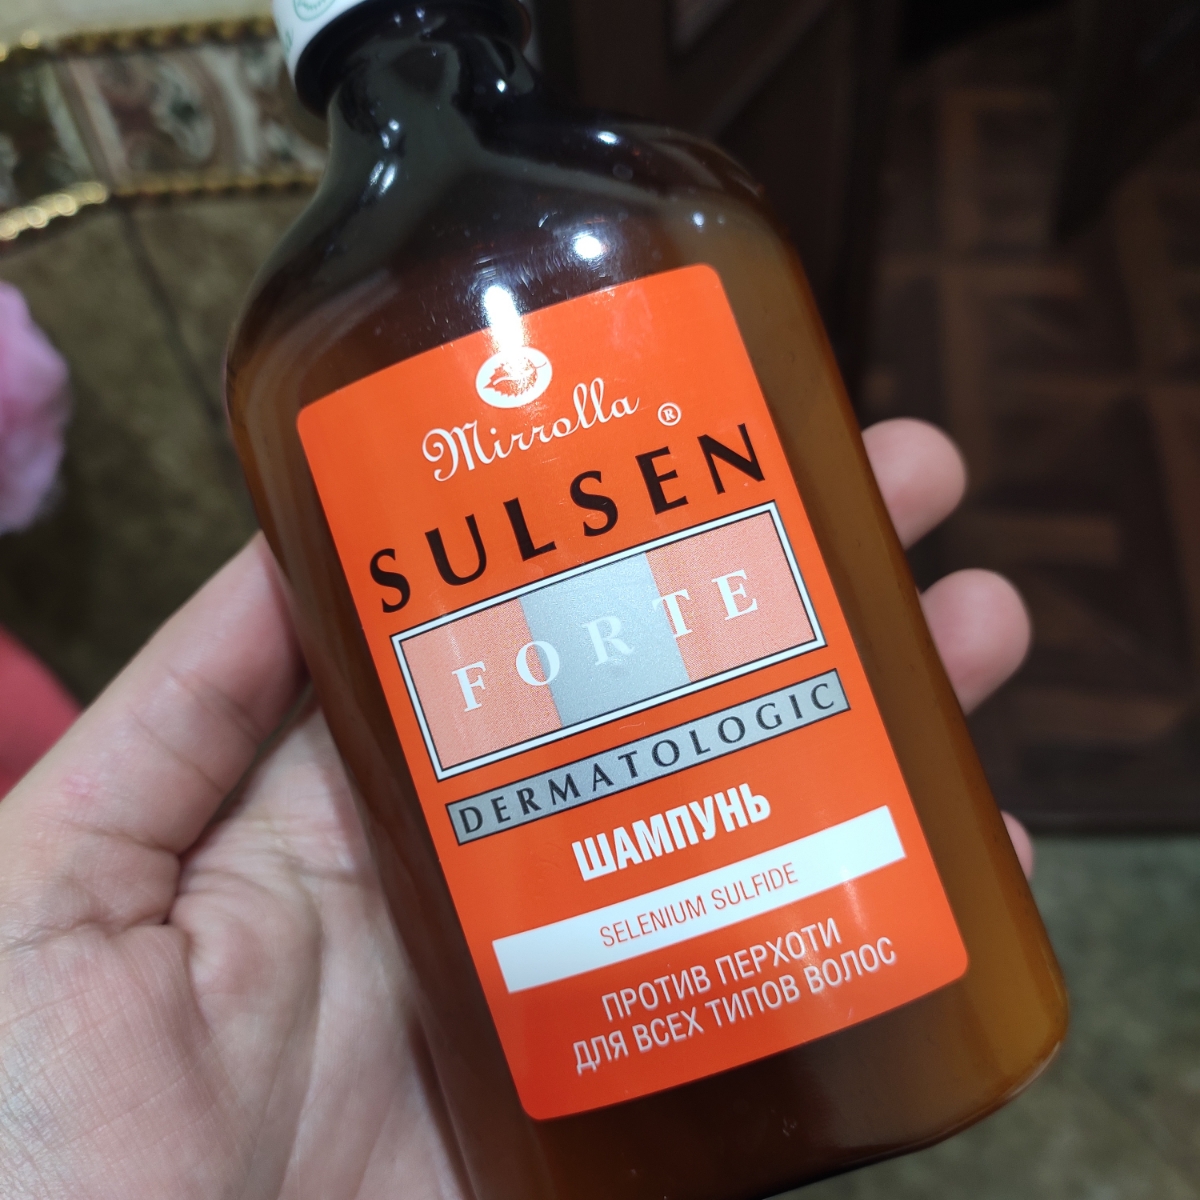 Mirrolla ®
SULSEN
FORTE
DERMATOLOGIC
ШАМПУНЬ
SELENIUM SULFIDE
ПРОТИВ ПЕРХОТИ
ДЛЯ ВСЕХ ТИПОВ ВОЛОС